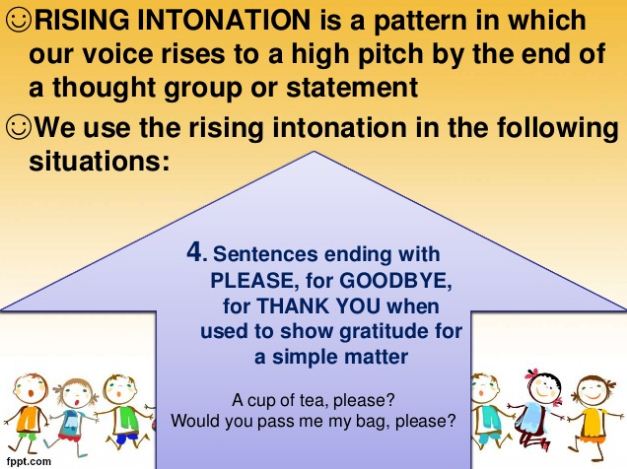 ☺RISING INTONATION is a pattern in which
our voice rises to a high pitch by the end of
a thought group or statement
☺We use the rising intonation in the following
situations:
4. Sentences ending with
PLEASE, for GOODBYE,
for THANK YOU when
used to show gratitude for
a simple matter
A cup of tea, please?
Would you pass me my bag, please?
fppt.com